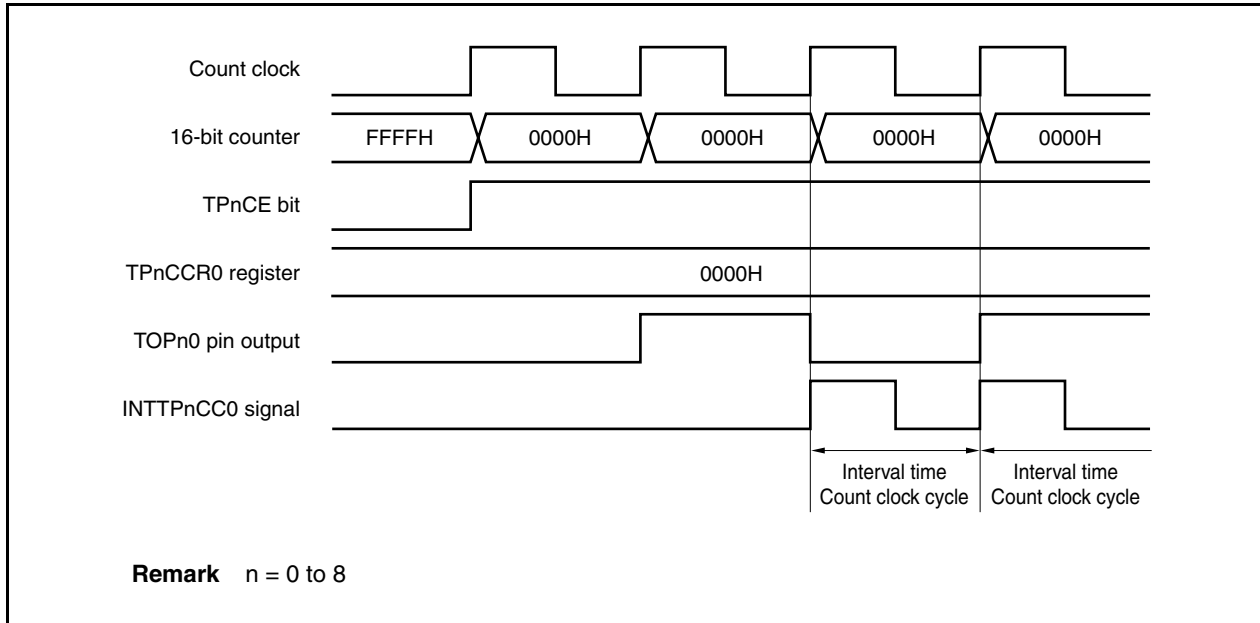 Count clock
16-bit counter
FFFFH
0000H
0000H
0000H
0000H
TPnCE bit
TPnCCR0 register
0000H
TOPn0 pin output
INTTPnCC0 signal
Interval time
Count clock cycle
Interval time
Count clock cycle
Remark n = 0 to 8